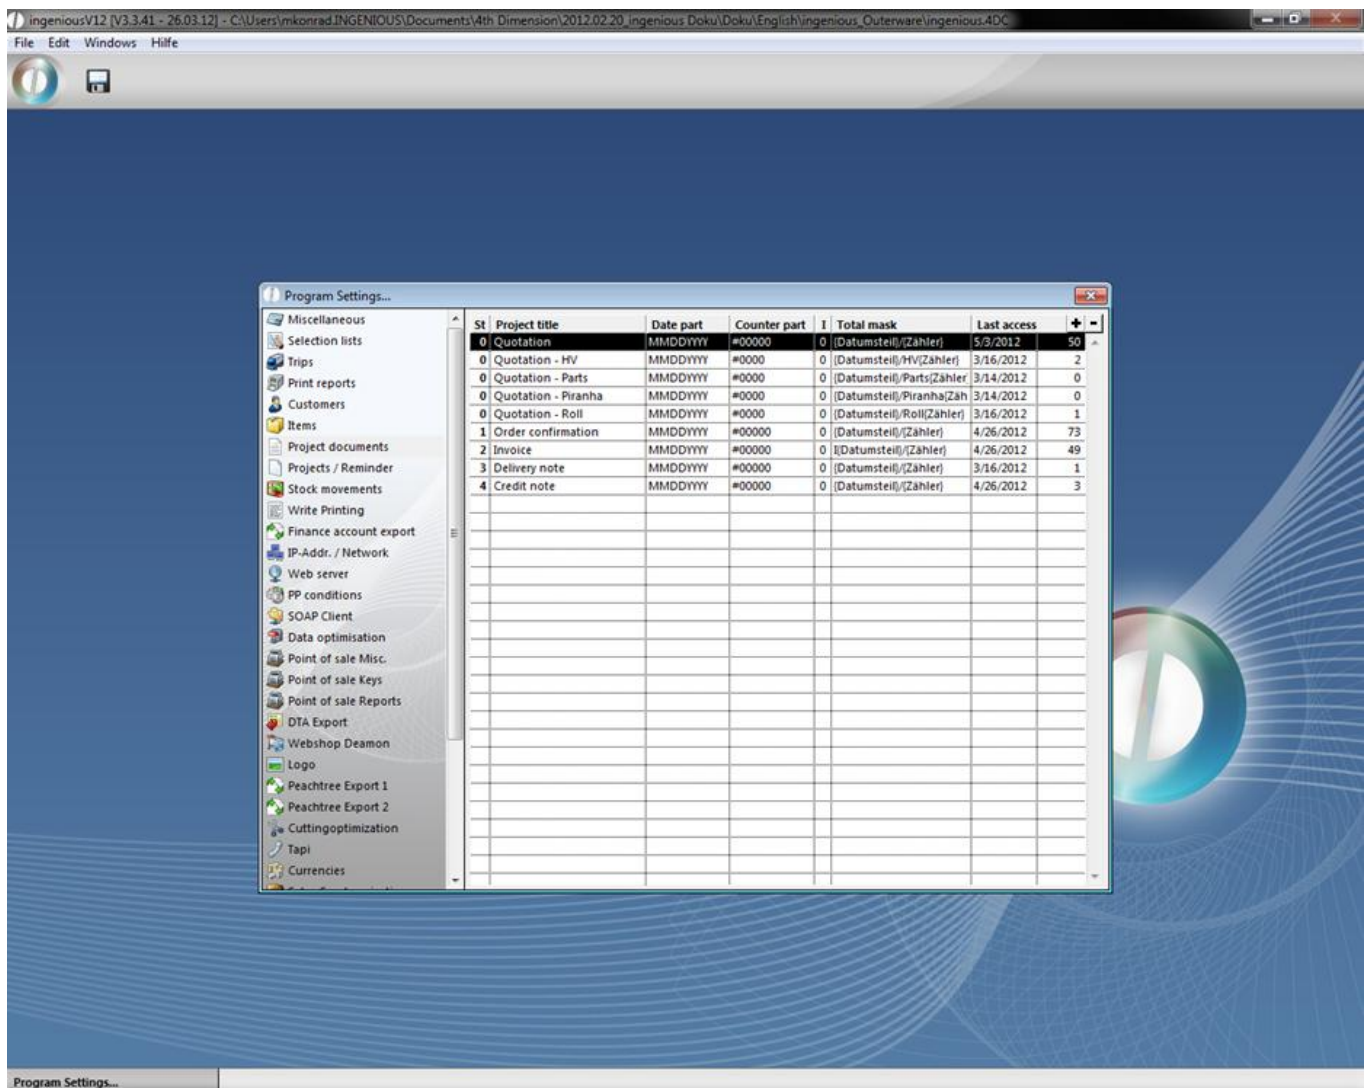 ingeniousV12 [V3.3.41 - 26.03.12] - C:\Users\mkonrad.INGENIOUS\Documents\4th Dimension\2012.02.20_ingenious Doku\Doku\English\ingenious_Outerware\ingenious.4DC
File Edit Windows Hilfe
Program Settings...
Miscellaneous
Selection lists
Trips
Print reports
Customers
Items
Project documents
Projects / Reminder
Stock movements
Write Printing
Finance account export
IP-Addr. / Network
Web server
PP conditions
SOAP Client
Data optimisation
Point of sale Misc.
Point of sale Keys
Point of sale Reports
DTA Export
Webshop Deamon
Logo
Peachtree Export 1
Peachtree Export 2
Cuttingoptimization
Tapi
Currencies
St Project title Date part Counter part I Total mask Last access + -
0 Quotation MMDDYYYY #00000 0 {Datumsteil}/{Zähler} 5/3/2012 50
0 Quotation - HV MMDDYYYY #0000 0 {Datumsteil}/HV{Zähler} 3/16/2012 2
0 Quotation - Parts MMDDYYYY #0000 0 {Datumsteil}/Parts{Zähler 3/14/2012 0
0 Quotation - Piranha MMDDYYYY #0000 0 {Datumsteil}/Piranha{Zäh 3/14/2012 0
0 Quotation - Roll MMDDYYYY #0000 0 {Datumsteil}/Roll{Zähler} 3/16/2012 1
1 Order confirmation MMDDYYYY #00000 0 {Datumsteil}/{Zähler} 4/26/2012 73
2 Invoice MMDDYYYY #00000 0 I{Datumsteil}/{Zähler} 4/26/2012 49
3 Delivery note MMDDYYYY #00000 0 {Datumsteil}/{Zähler} 3/16/2012 1
4 Credit note MMDDYYYY #00000 0 {Datumsteil}/{Zähler} 4/26/2012 3
Program Settings...